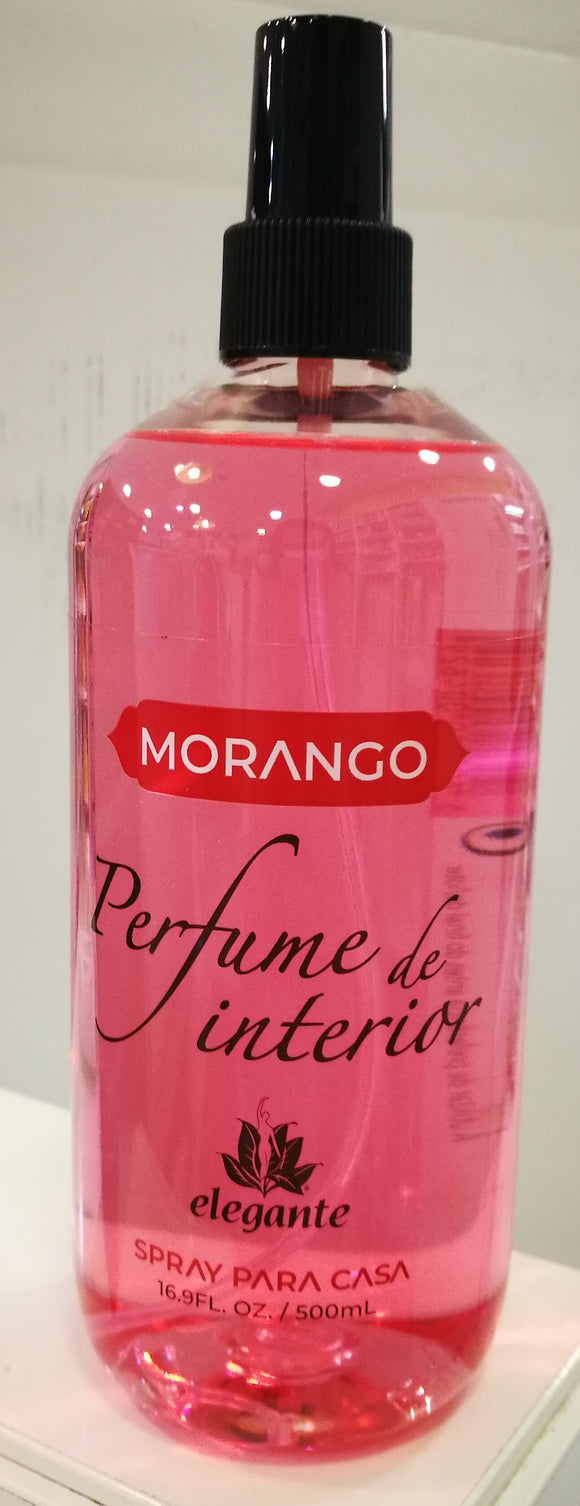 MORANGO
Perfume de
interior
elegante
SPRAY PARA CASA
16.9FL. OZ. / 500mL